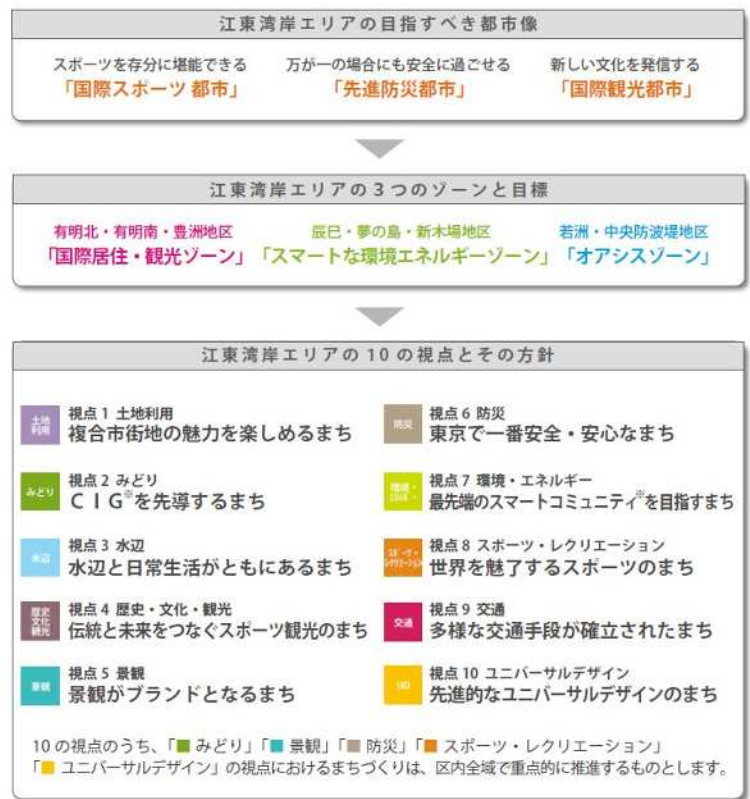 江東湾岸エリアの目指すべき都市像
スポーツを存分に堪能できる
「国際スポーツ 都市」
万が一の場合にも安全に過ごせる
「先進防災都市」
新しい文化を発信する
「国際観光都市」
江東湾岸エリアの3つのゾーンと目標
有明北・有明南・豊洲地区
「国際居住・観光ゾーン」
辰巳・夢の島・新木場地区
「スマートな環境エネルギーゾーン」
若洲・中央防波堤地区
「オアシスゾーン」
江東湾岸エリアの10の視点とその方針
土地
利用
視点1 土地利用
複合市街地の魅力を楽しめるまち
みどり
視点2 みどり
CIG※を先導するまち
水辺
視点3 水辺
水辺と日常生活がともにあるまち
歴史
文化
観光
視点4 歴史・文化・観光
伝統と未来をつなぐスポーツ観光のまち
景観
視点5 景観
景観がブランドとなるまち
防災
視点6 防災
東京で一番安全・安心なまち
環境・
エネルギー
視点7 環境・エネルギー
最先端のスマートコミュニティ※を目指すまち
スポーツ・
レクリエーション
視点8 スポーツ・レクリエーション
世界を魅了するスポーツのまち
交通
視点9 交通
多様な交通手段が確立されたまち
UD
視点10 ユニバーサルデザイン
先進的なユニバーサルデザインのまち
10の視点のうち、「■ みどり」「■ 景観」「■ 防災」「■ スポーツ・レクリエーション」
「■ ユニバーサルデザイン」の視点におけるまちづくりは、区内全域で重点的に推進するものとします。